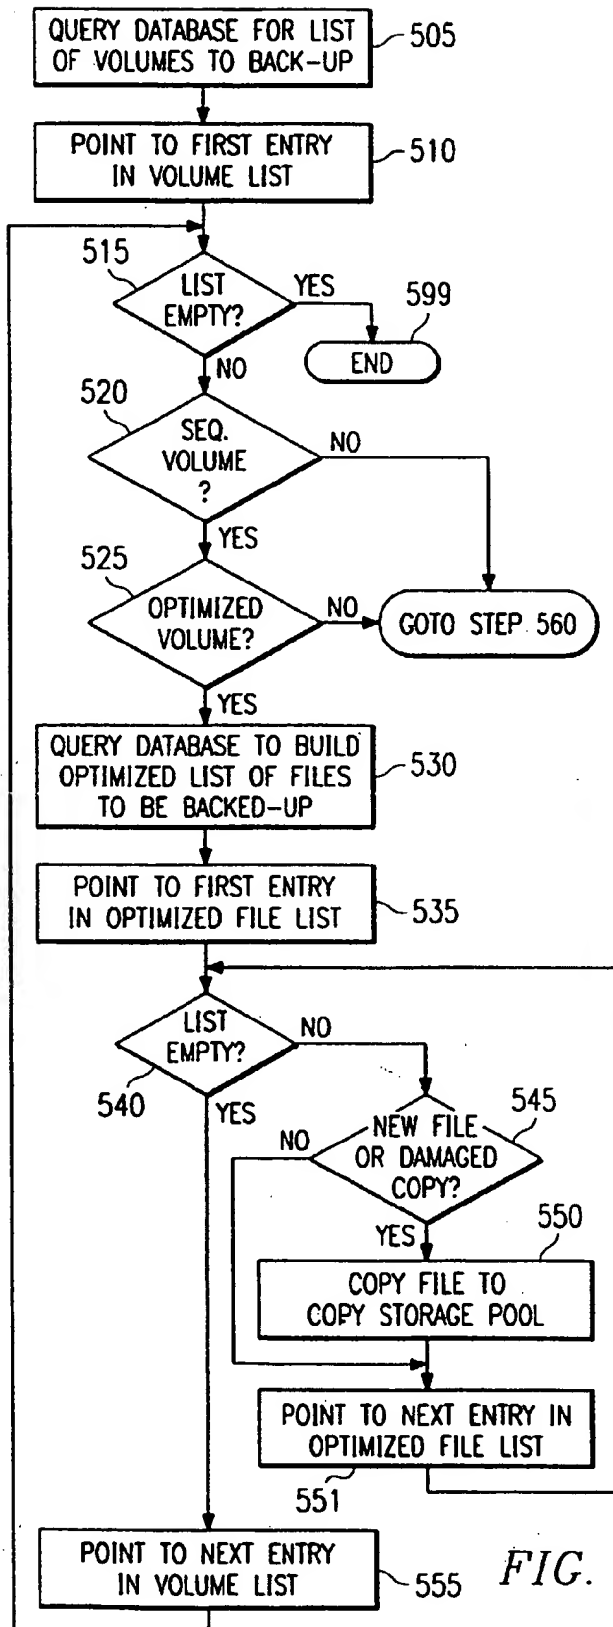 QUERY DATABASE FOR LIST
OF VOLUMES TO BACK-UP
505
POINT TO FIRST ENTRY
IN VOLUME LIST
510
515
LIST
EMPTY?
YES
599
END
NO
520
SEQ.
VOLUME
?
NO
YES
525
OPTIMIZED
VOLUME?
NO
GOTO STEP 560
YES
QUERY DATABASE TO BUILD
OPTIMIZED LIST OF FILES
TO BE BACKED-UP
530
POINT TO FIRST ENTRY
IN OPTIMIZED FILE LIST
535
LIST
EMPTY?
NO
540
YES
545
NEW FILE
OR DAMAGED
COPY?
NO
YES
550
COPY FILE TO
COPY STORAGE POOL
POINT TO NEXT ENTRY IN
OPTIMIZED FILE LIST
551
POINT TO NEXT ENTRY
IN VOLUME LIST
555
FIG.